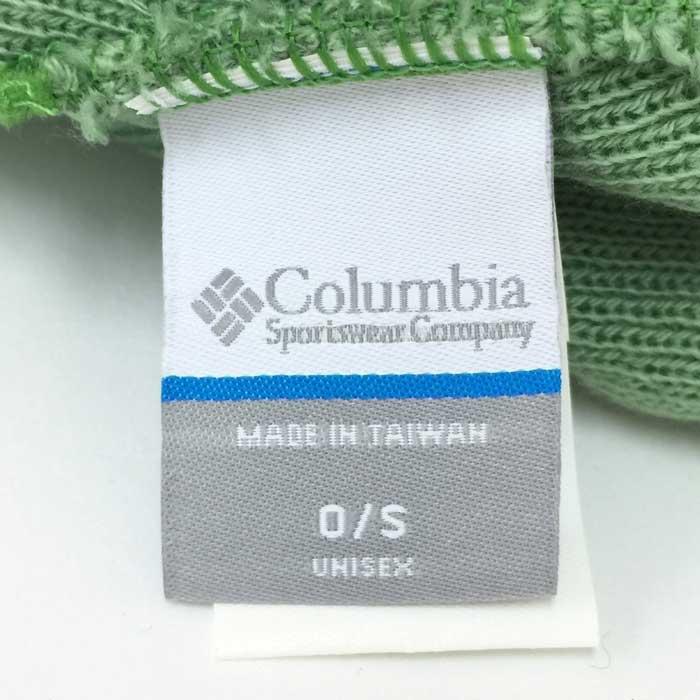 Columbia
Sportswear Company
MADE IN TAIWAN
O/S
UNISEX